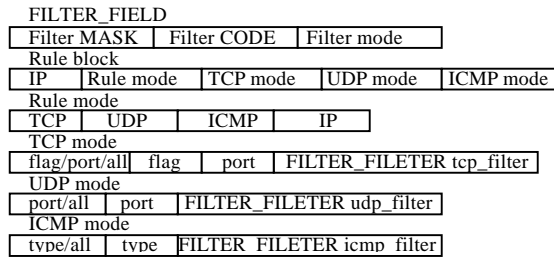 FILTER_FIELD
Filter MASK Filter CODE Filter mode
Rule block
IP Rule mode TCP mode UDP mode ICMP mode
Rule mode
TCP UDP ICMP IP
TCP mode
flag/port/all flag port FILTER_FILETER tcp_filter
UDP mode
port/all port FILTER_FILETER udp_filter
ICMP mode
type/all type FILTER_FILETER icmp_filter